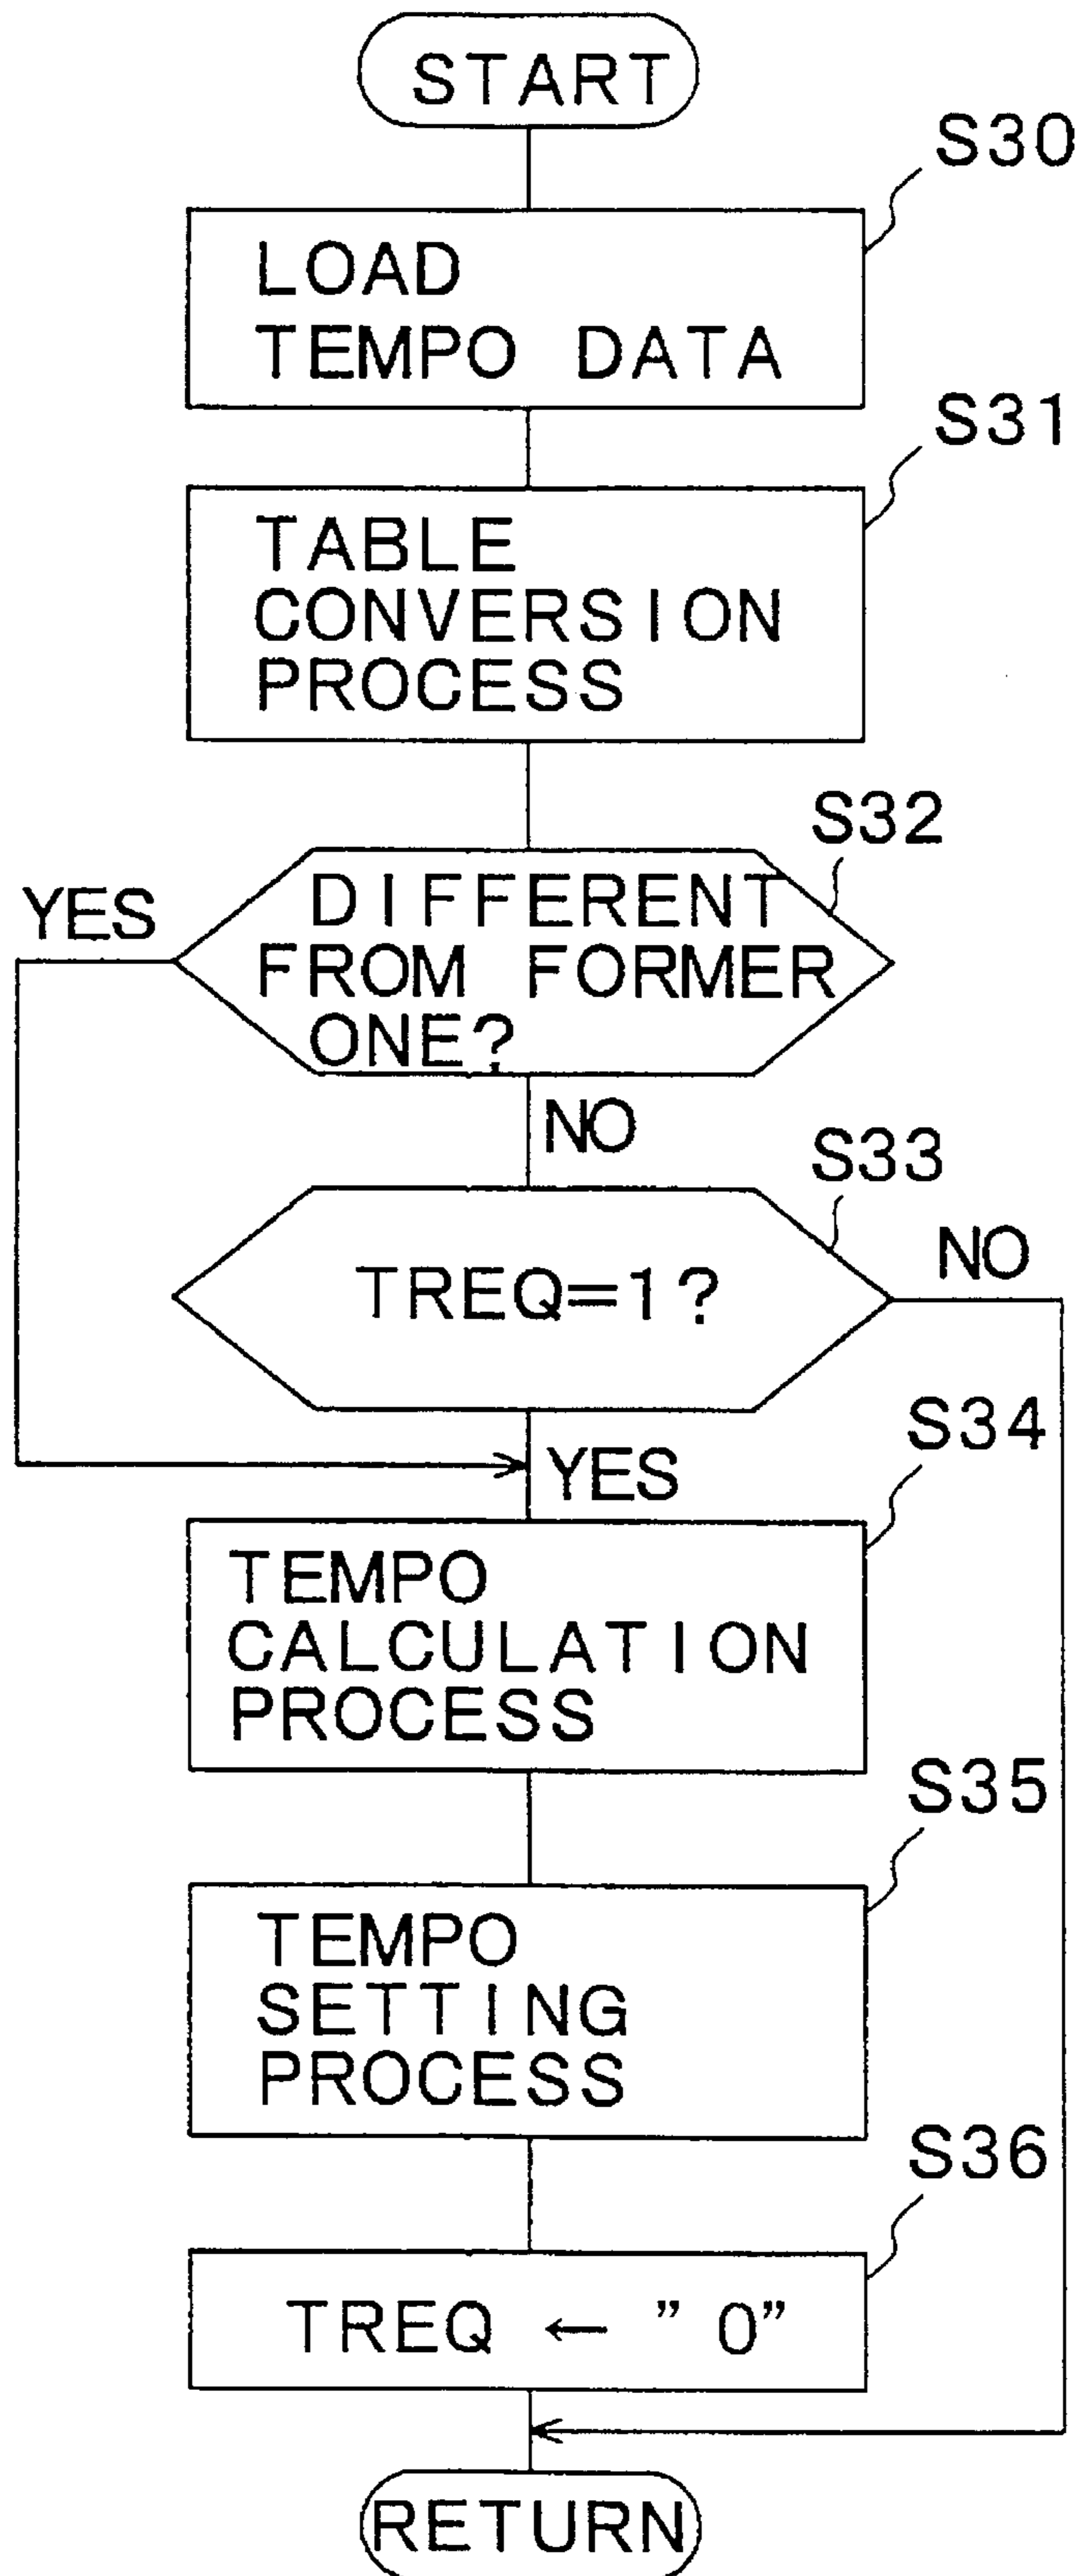 START
S30
LOAD
TEMPO DATA
S31
TABLE
CONVERSION
PROCESS
S32
YES
DIFFERENT
FROM FORMER
ONE?
NO
S33
NO
TREQ=1?
S34
YES
TEMPO
CALCULATION
PROCESS
S35
TEMPO
SETTING
PROCESS
S36
TREQ ← ” 0”
RETURN